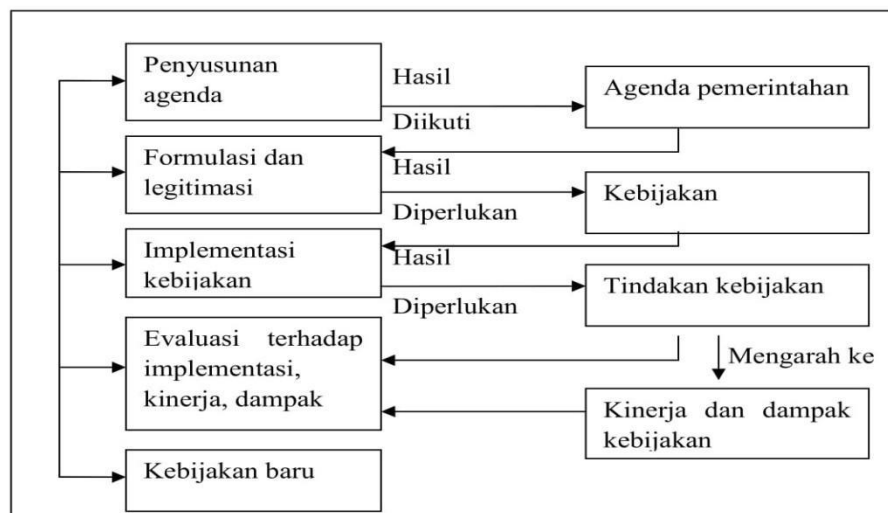 Penyusunan
agenda
Hasil
Agenda pemerintahan
Diikuti
Formulasi dan
legitimasi
Hasil
Kebijakan
Diperlukan
Implementasi
kebijakan
Hasil
Tindakan kebijakan
Diperlukan
Evaluasi terhadap
implementasi,
kinerja, dampak
Mengarah ke
Kinerja dan dampak
kebijakan
Kebijakan baru